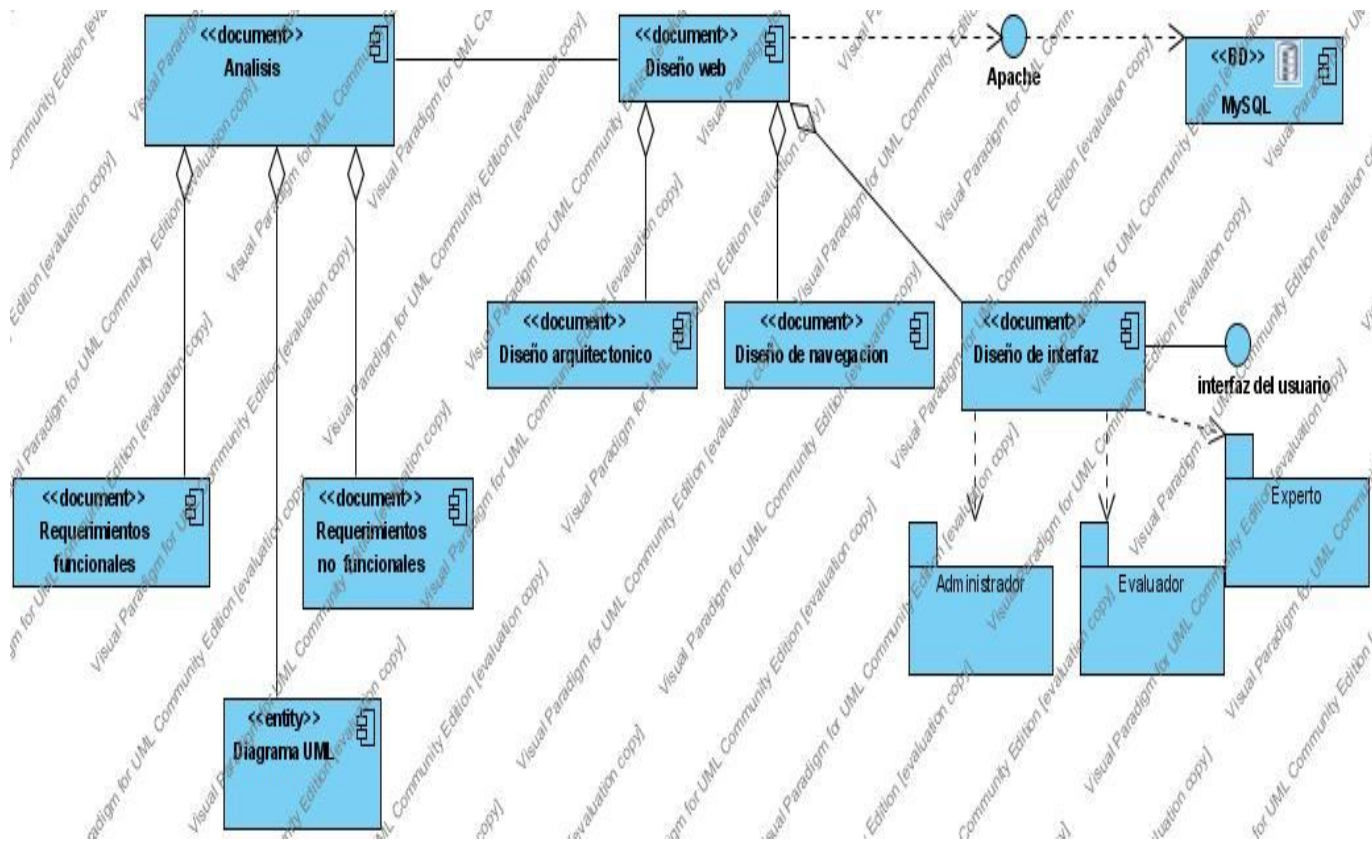 <<document>>
Analisis
<<document>>
Diseño web
Apache
<<BD>>
MySQL
<<document>>
Diseño arquitectonico
<<document>>
Diseño de navegacion
<<document>>
Diseño de interfaz
interfaz del usuario
<<document>>
Requerimientos
funcionales
<<document>>
Requerimientos
no funcionales
Experto
Administrador
Evaluador
<<entity>>
Diagrama UML
Visual Paradigm for UML Community Edition [evaluation copy]